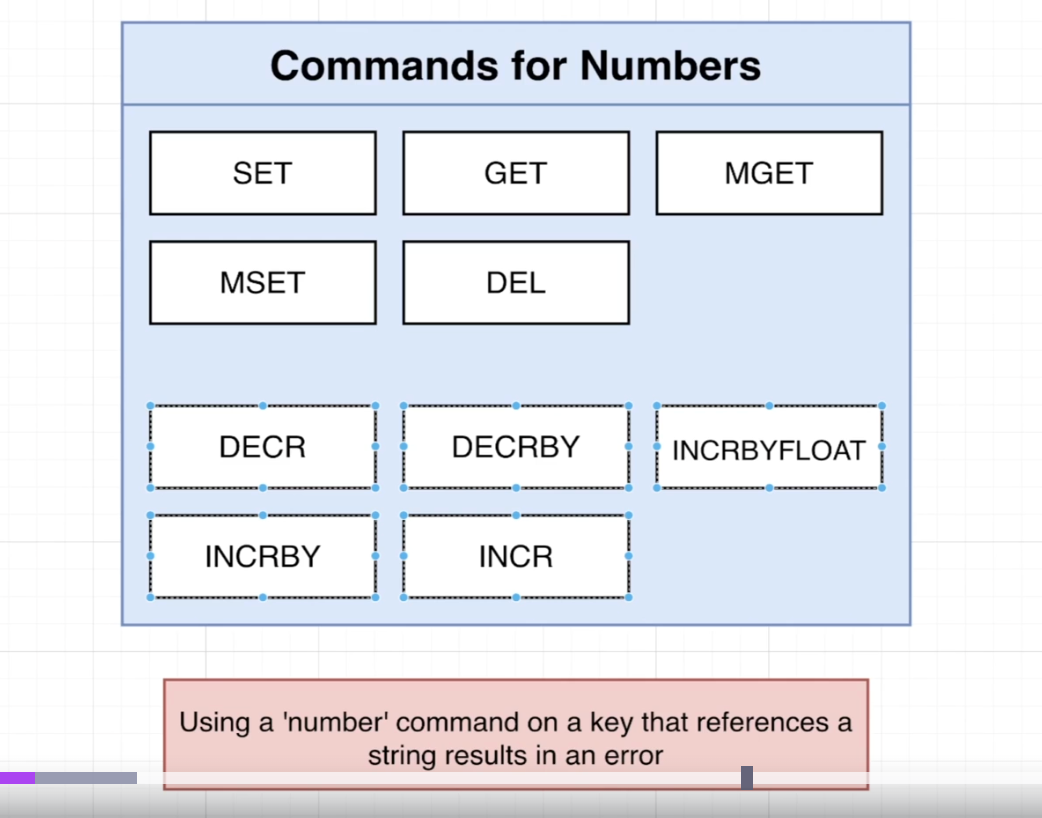 Commands for Numbers
SET
GET
MGET
MSET
DEL
DECR
DECRBY
INCRBYFLOAT
INCRBY
INCR
Using a 'number' command on a key that references a
string results in an error